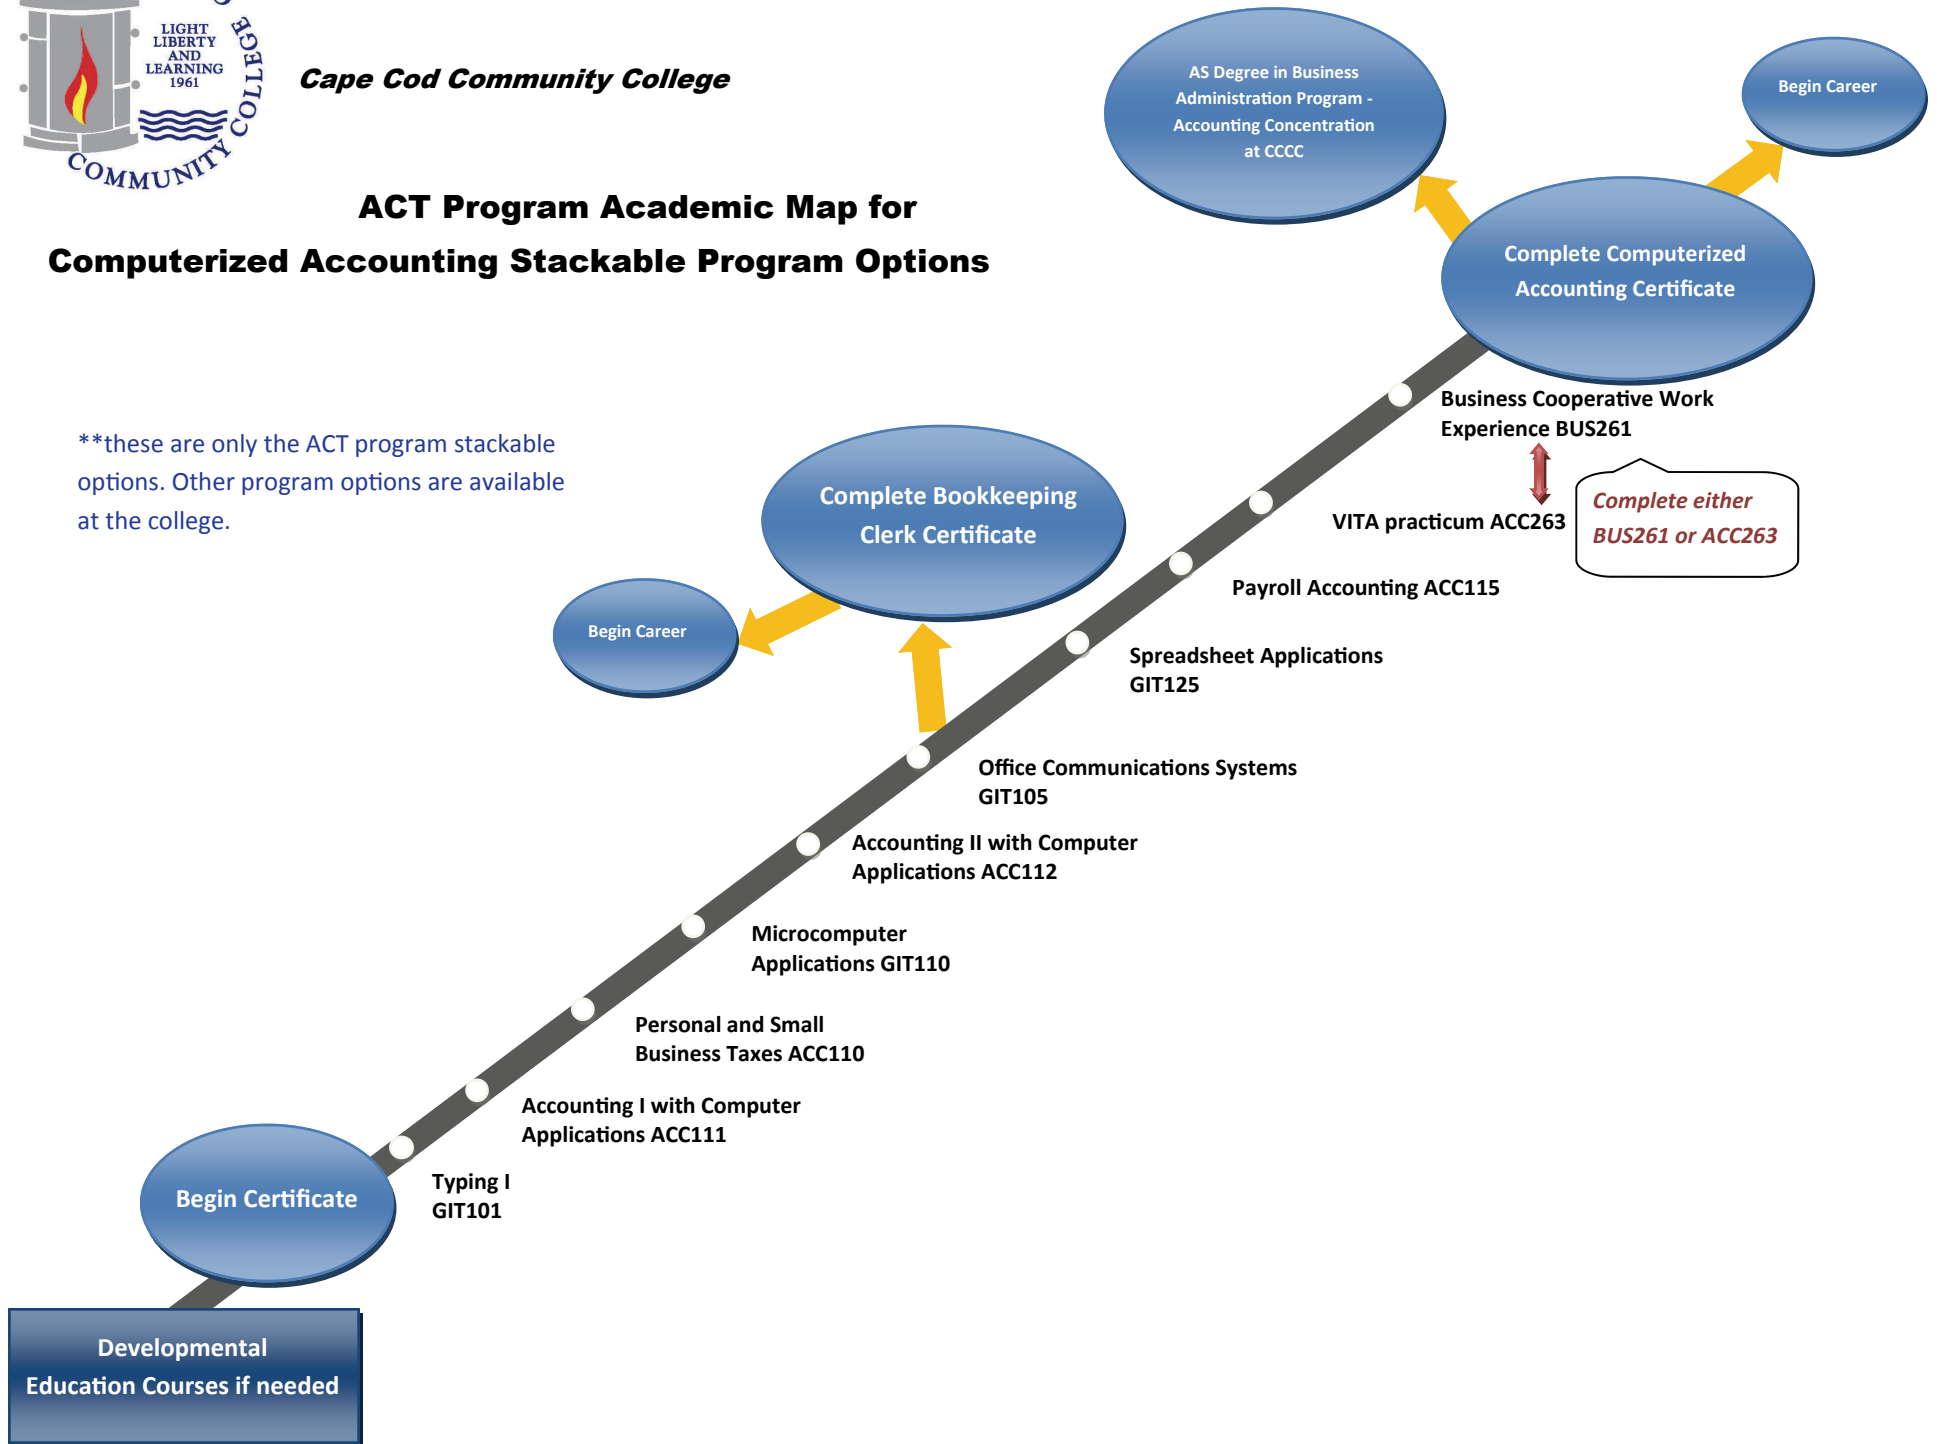 LIGHT
LIBERTY
AND
LEARNING
1961
COMMUNITY COLLEGE
Cape Cod Community College
ACT Program Academic Map for
Computerized Accounting Stackable Program Options
**these are only the ACT program stackable
options. Other program options are available
at the college.
AS Degree in Business
Administration Program -
Accounting Concentration
at CCCC
Begin Career
Complete Computerized
Accounting Certificate
Business Cooperative Work
Experience BUS261
Complete either
BUS261 or ACC263
VITA practicum ACC263
Payroll Accounting ACC115
Complete Bookkeeping
Clerk Certificate
Begin Career
Spreadsheet Applications
GIT125
Office Communications Systems
GIT105
Accounting II with Computer
Applications ACC112
Microcomputer
Applications GIT110
Personal and Small
Business Taxes ACC110
Accounting I with Computer
Applications ACC111
Typing I
GIT101
Begin Certificate
Developmental
Education Courses if needed